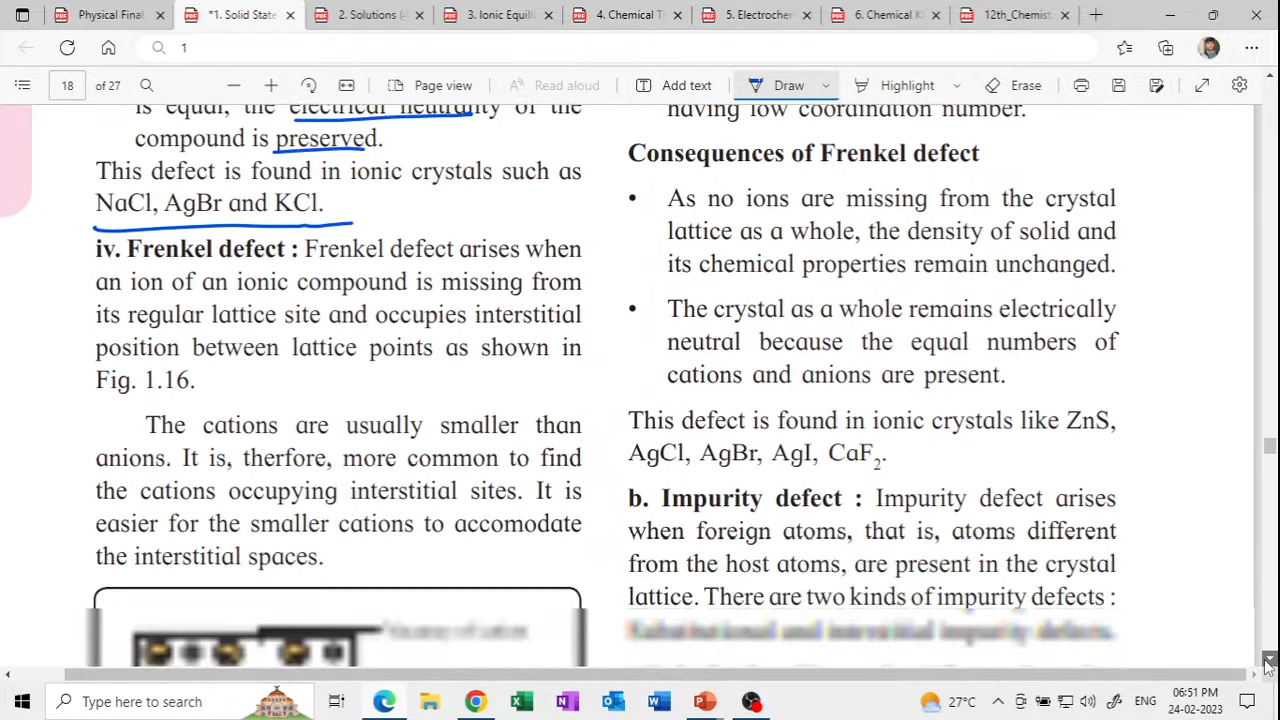 Physical Final
*1. Solid State
2. Solutions (
3. Ionic Equilib
4. Chemical T
5. Electrochem
6. Chemical K
12th_Chemist
1
18 of 27
Page view
Read aloud
Add text
Draw
Highlight
Erase
is equal, the electrical neutrality of the
compound is preserved.
This defect is found in ionic crystals such as
NaCl, AgBr and KCl.
iv. Frenkel defect : Frenkel defect arises when
an ion of an ionic compound is missing from
its regular lattice site and occupies interstitial
position between lattice points as shown in
Fig. 1.16.
The cations are usually smaller than
anions. It is, therfore, more common to find
the cations occupying interstitial sites. It is
easier for the smaller cations to accomodate
the interstitial spaces.
having low coordination number.
Consequences of Frenkel defect
• As no ions are missing from the crystal
lattice as a whole, the density of solid and
its chemical properties remain unchanged.
• The crystal as a whole remains electrically
neutral because the equal numbers of
cations and anions are present.
This defect is found in ionic crystals like ZnS,
AgCl, AgBr, AgI, CaF₂.
b. Impurity defect : Impurity defect arises
when foreign atoms, that is, atoms different
from the host atoms, are present in the crystal
lattice. There are two kinds of impurity defects :
Substitutional and interstitial impurity defects.
Type here to search
27°C
ENG
06:51 PM
24-02-2023